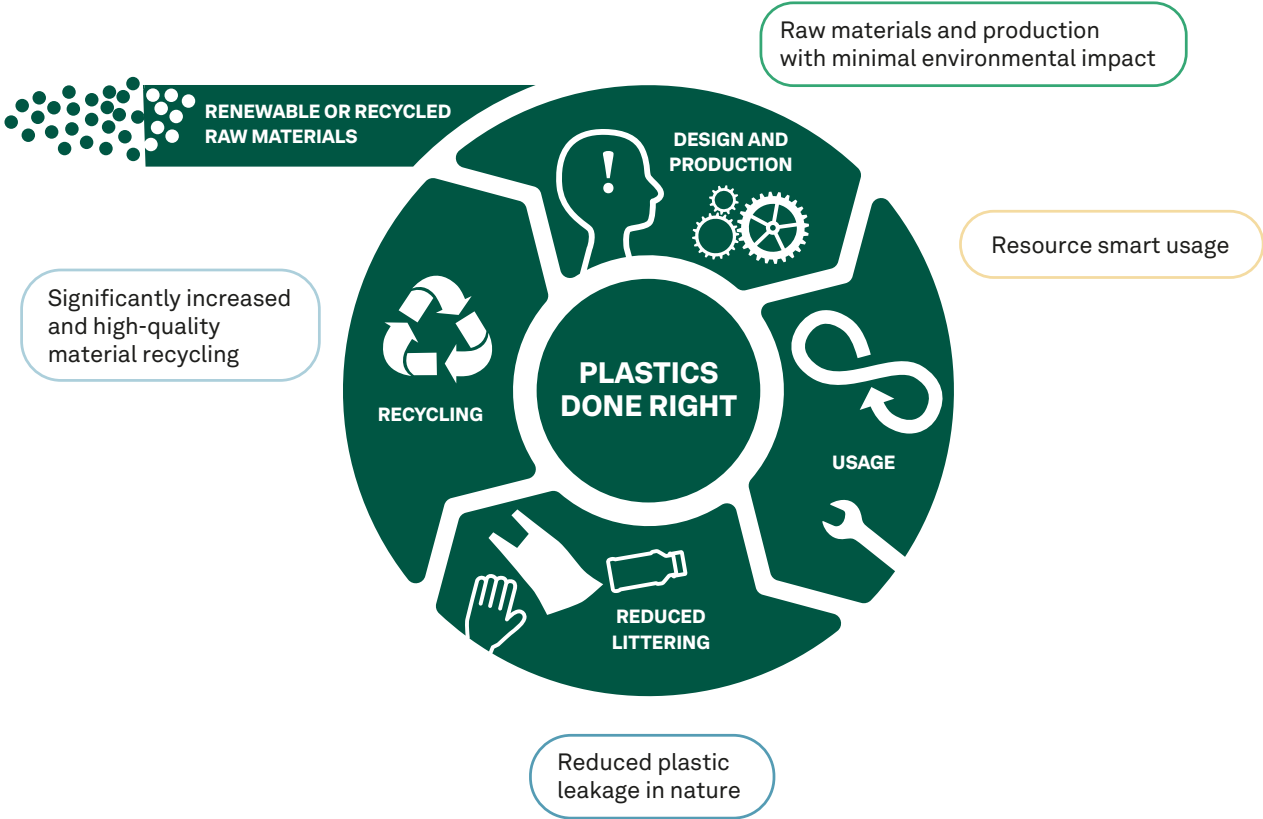 Raw materials and production
with minimal environmental impact
RENEWABLE OR RECYCLED
RAW MATERIALS
DESIGN AND
PRODUCTION
!
Resource smart usage
Significantly increased
and high-quality
material recycling
PLASTICS
DONE RIGHT
RECYCLING
USAGE
REDUCED
LITTERING
Reduced plastic
leakage in nature